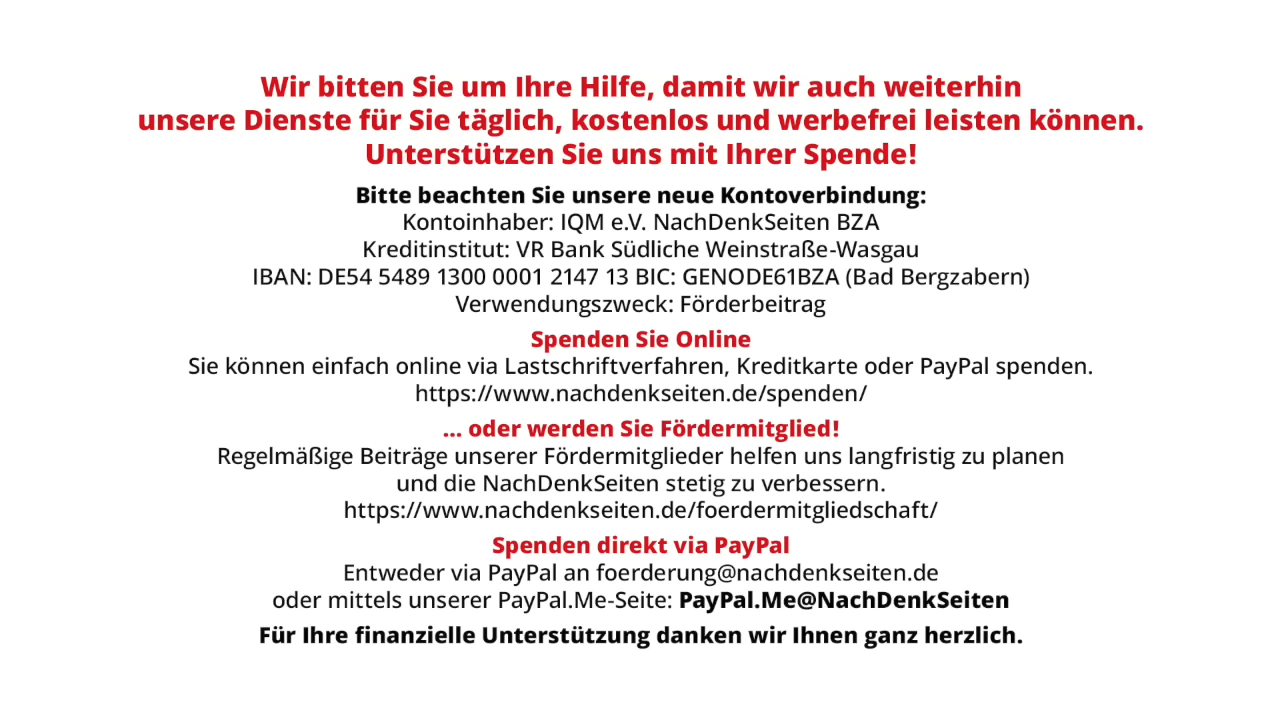 Wir bitten Sie um Ihre Hilfe, damit wir auch weiterhin
unsere Dienste für Sie täglich, kostenlos und werbefrei leisten können.
Unterstützen Sie uns mit Ihrer Spende!
Bitte beachten Sie unsere neue Kontoverbindung:
Kontoinhaber: IQM e.V. NachDenkSeiten BZA
Kreditinstitut: VR Bank Südliche Weinstraße-Wasgau
IBAN: DE54 5489 1300 0001 2147 13 BIC: GENODE61BZA (Bad Bergzabern)
Verwendungszweck: Förderbeitrag
Spenden Sie Online
Sie können einfach online via Lastschriftverfahren, Kreditkarte oder PayPal spenden.
https://www.nachdenkseiten.de/spenden/
... oder werden Sie Fördermitglied!
Regelmäßige Beiträge unserer Fördermitglieder helfen uns langfristig zu planen
und die NachDenkSeiten stetig zu verbessern.
https://www.nachdenkseiten.de/foerdermitgliedschaft/
Spenden direkt via PayPal
Entweder via PayPal an foerderung@nachdenkseiten.de
oder mittels unserer PayPal.Me-Seite: PayPal.Me@NachDenkSeiten
Für Ihre finanzielle Unterstützung danken wir Ihnen ganz herzlich.